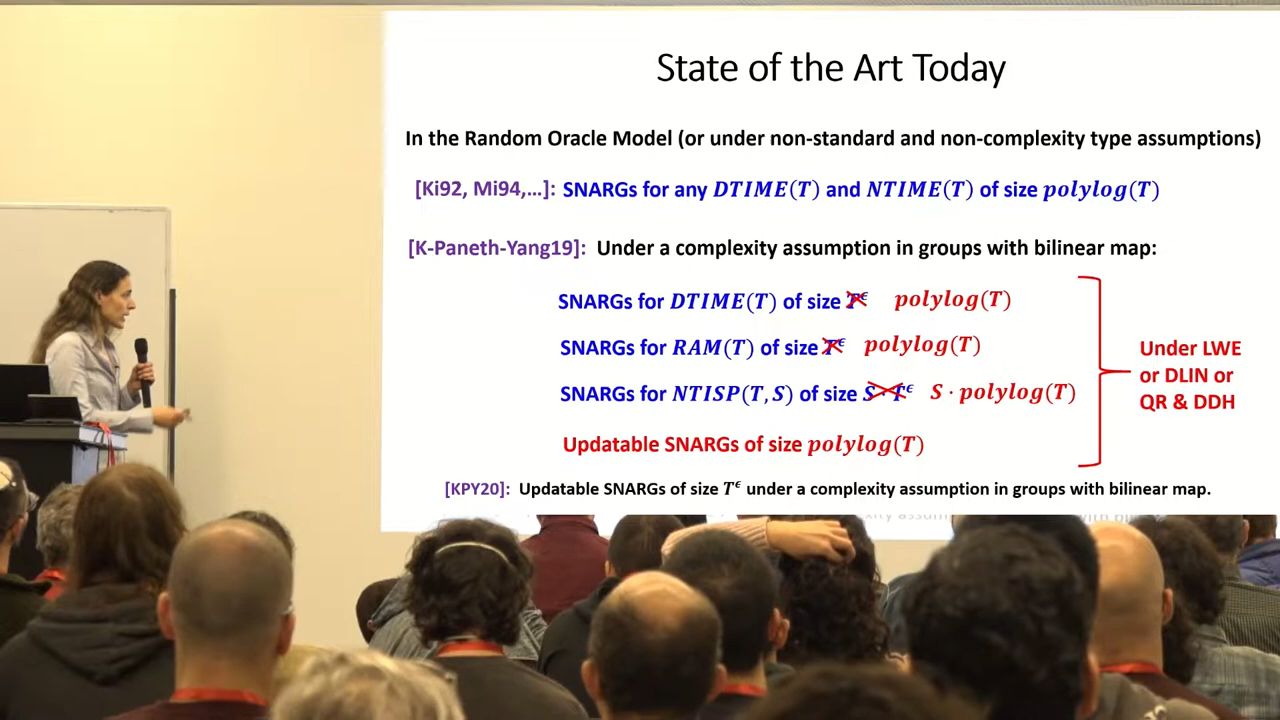 State of the Art Today
In the Random Oracle Model (or under non-standard and non-complexity type assumptions)
[Ki92, Mi94,...]: SNARGs for any DTIME(T) and NTIME(T) of size polylog(T)
[K-Paneth-Yang19]: Under a complexity assumption in groups with bilinear map:
SNARGs for DTIME(T) of size T^ϵ polylog(T)
SNARGs for RAM(T) of size T^ϵ polylog(T)
SNARGs for NTISP(T, S) of size S · T^ϵ S · polylog(T)
Updatable SNARGs of size polylog(T)
Under LWE
or DLIN or
QR & DDH
[KPY20]: Updatable SNARGs of size T^ϵ under a complexity assumption in groups with bilinear map.